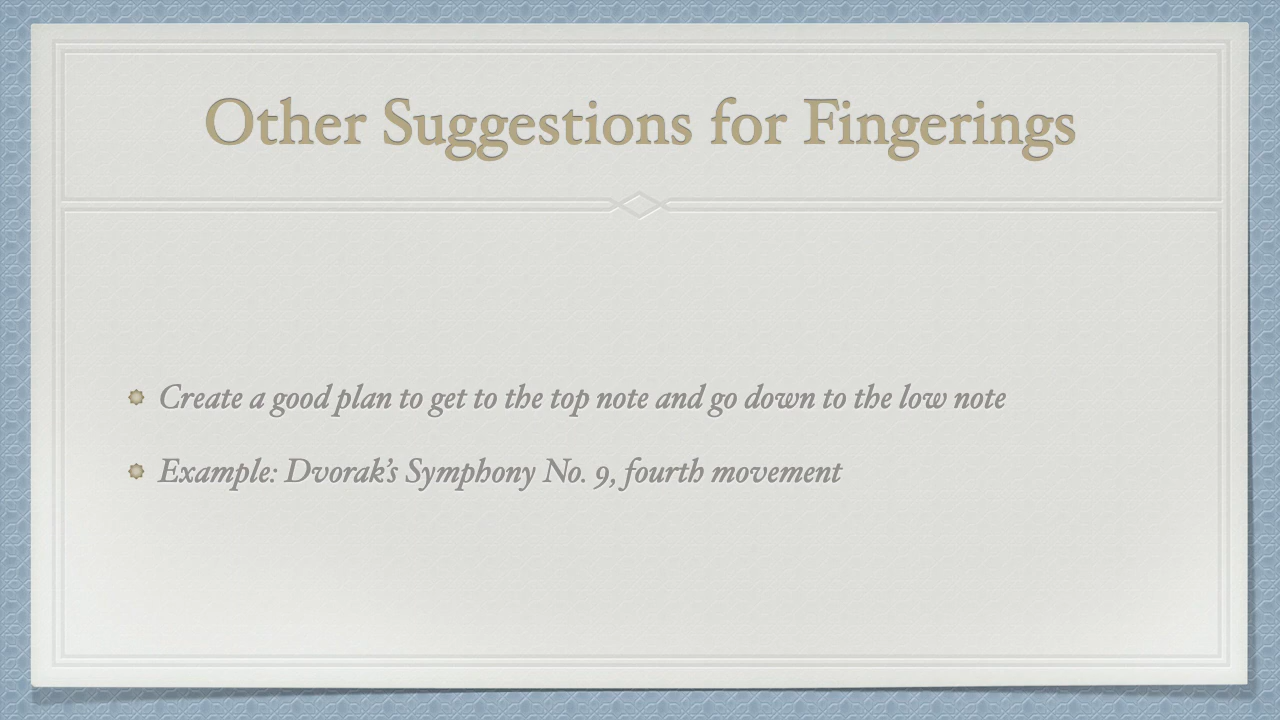 Other Suggestions for Fingerings
Create a good plan to get to the top note and go down to the low note
Example: Dvorak’s Symphony No. 9, fourth movement